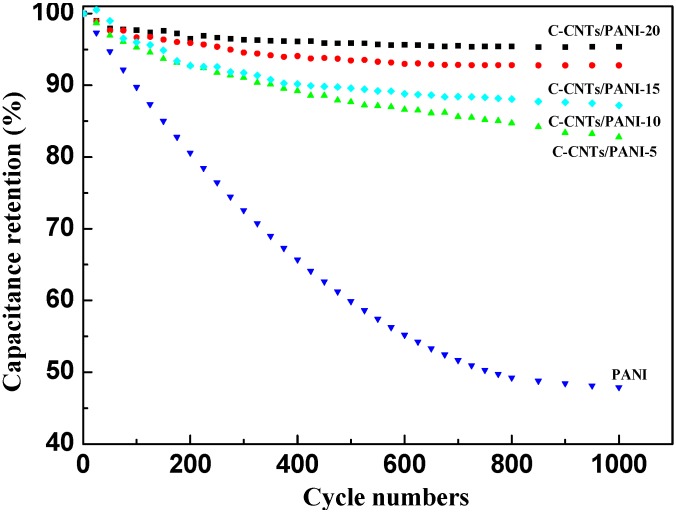 100
90
80
70
60
50
40
0
200
400
600
800
1000
Capacitance retention (%)
Cycle numbers
C-CNTs/PANI-20
C-CNTs/PANI-15
C-CNTs/PANI-10
C-CNTs/PANI-5
PANI